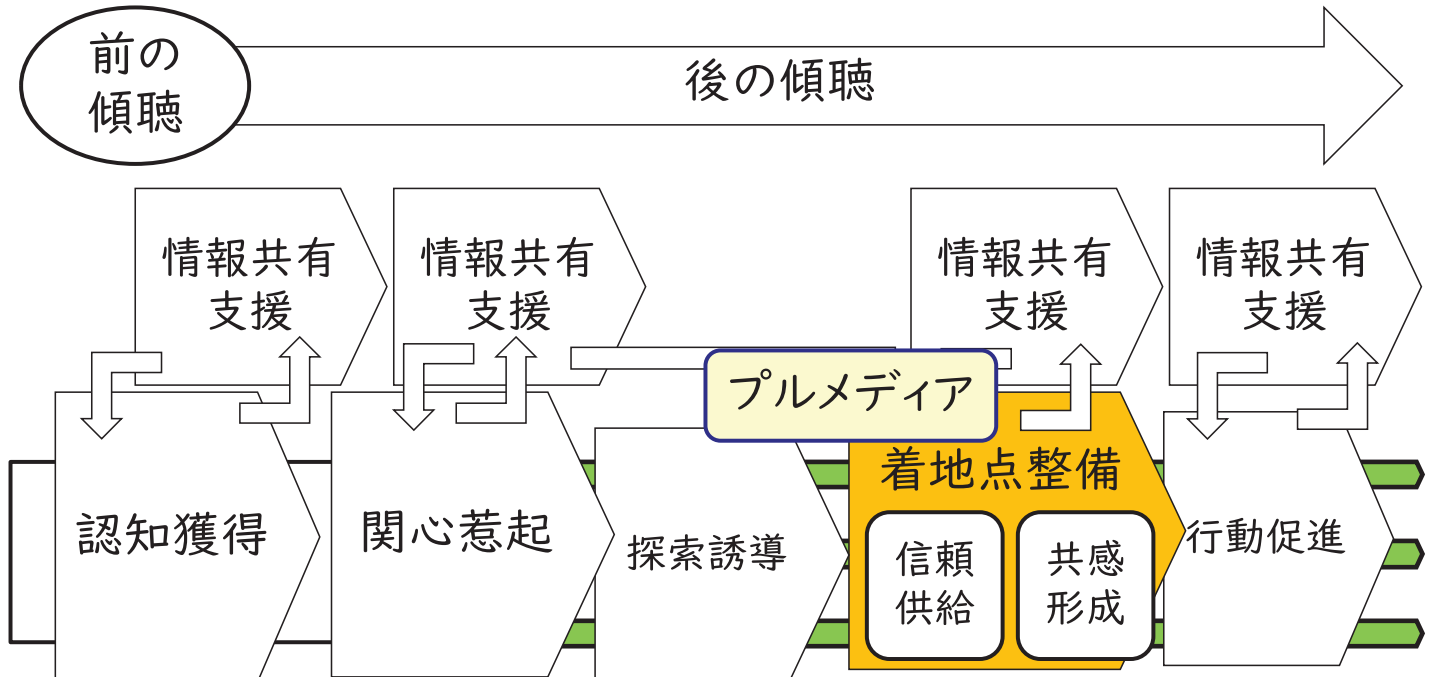 前の
傾聴
後の傾聴
情報共有
支援
情報共有
支援
情報共有
支援
情報共有
支援
プルメディア
認知獲得
関心惹起
探索誘導
着地点整備
信頼
供給
共感
形成
行動促進